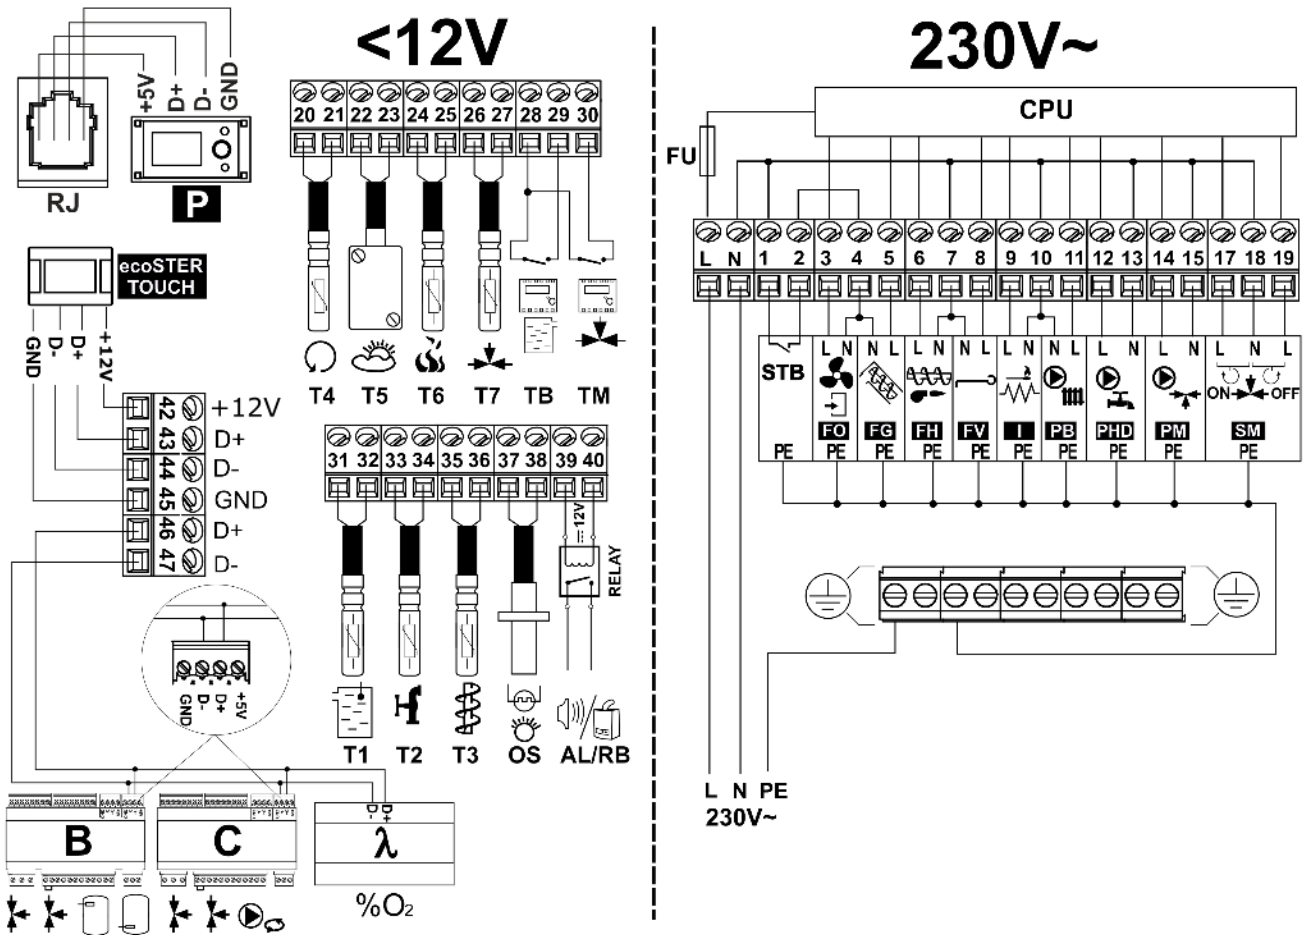 <12V
230V~
+5V
D+
D-
GND
RJ
P
ecoSTER
TOUCH
GND
D-
D+
+12V
42 +12V
43 D+
44 D-
45 GND
46 D+
47 D-
GND
D-
D+
+5V
B
C
D-
D+
λ
%O₂
20 21 22 23 24 25 26 27 28 29 30
°C
°C
T4 T5 T6 T7 TB TM
31 32 33 34 35 36 37 38 39 40
12V
RELAY
T1 T2 T3 OS AL/RB
CPU
FU
L N 1 2 3 4 5 6 7 8 9 10 11 12 13 14 15 17 18 19
L N N L L N N L L N L N L N L N L
STB
ON OFF
FO FG FH FV I PB PHD PM SM
PE PE PE PE PE PE PE PE PE PE
L N PE
230V~